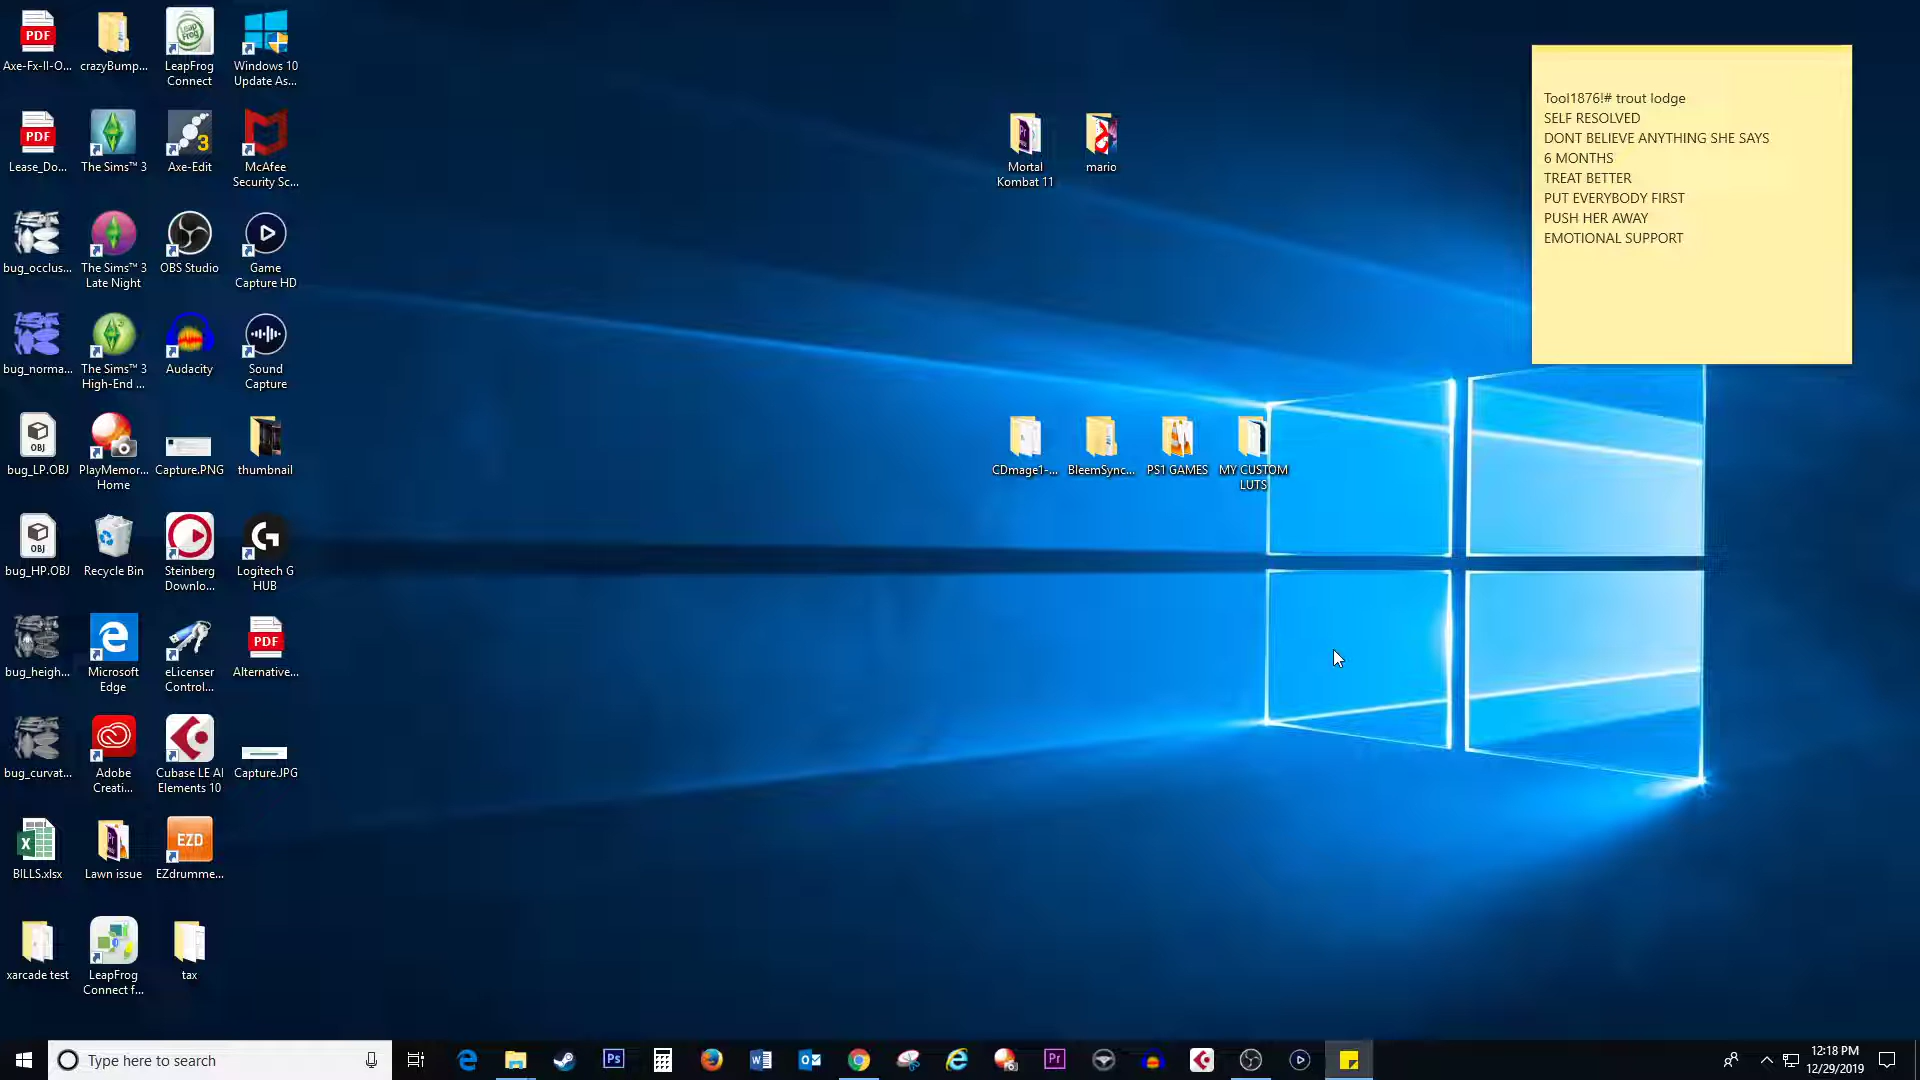 Axe-Fx-II-O...
crazyBump...
LeapFrog
Connect
Windows 10
Update As...
Lease_Do...
The Sims™ 3
Axe-Edit
McAfee
Security Sc...
bug_occlus...
The Sims™ 3
Late Night
OBS Studio
Game
Capture HD
bug_norma...
The Sims™ 3
High-End ...
Audacity
Sound
Capture
bug_LP.OBJ
PlayMemor...
Home
Capture.PNG
thumbnail
bug_HP.OBJ
Recycle Bin
Steinberg
Downlo...
Logitech G
HUB
bug_heigh...
Microsoft
Edge
eLicenser
Control...
Alternative...
bug_curvat...
Adobe
Creati...
Cubase LE AI
Elements 10
Capture.JPG
BILLS.xlsx
Lawn issue
EZdrumme...
xarcade test
LeapFrog
Connect f...
tax
Mortal
Kombat 11
mario
CDmage1-...
BleemSync...
PS1 GAMES
MY CUSTOM
LUTS
Tool1876!# trout lodge
SELF RESOLVED
DONT BELIEVE ANYTHING SHE SAYS
6 MONTHS
TREAT BETTER
PUT EVERYBODY FIRST
PUSH HER AWAY
EMOTIONAL SUPPORT
Type here to search
12:18 PM
12/29/2019